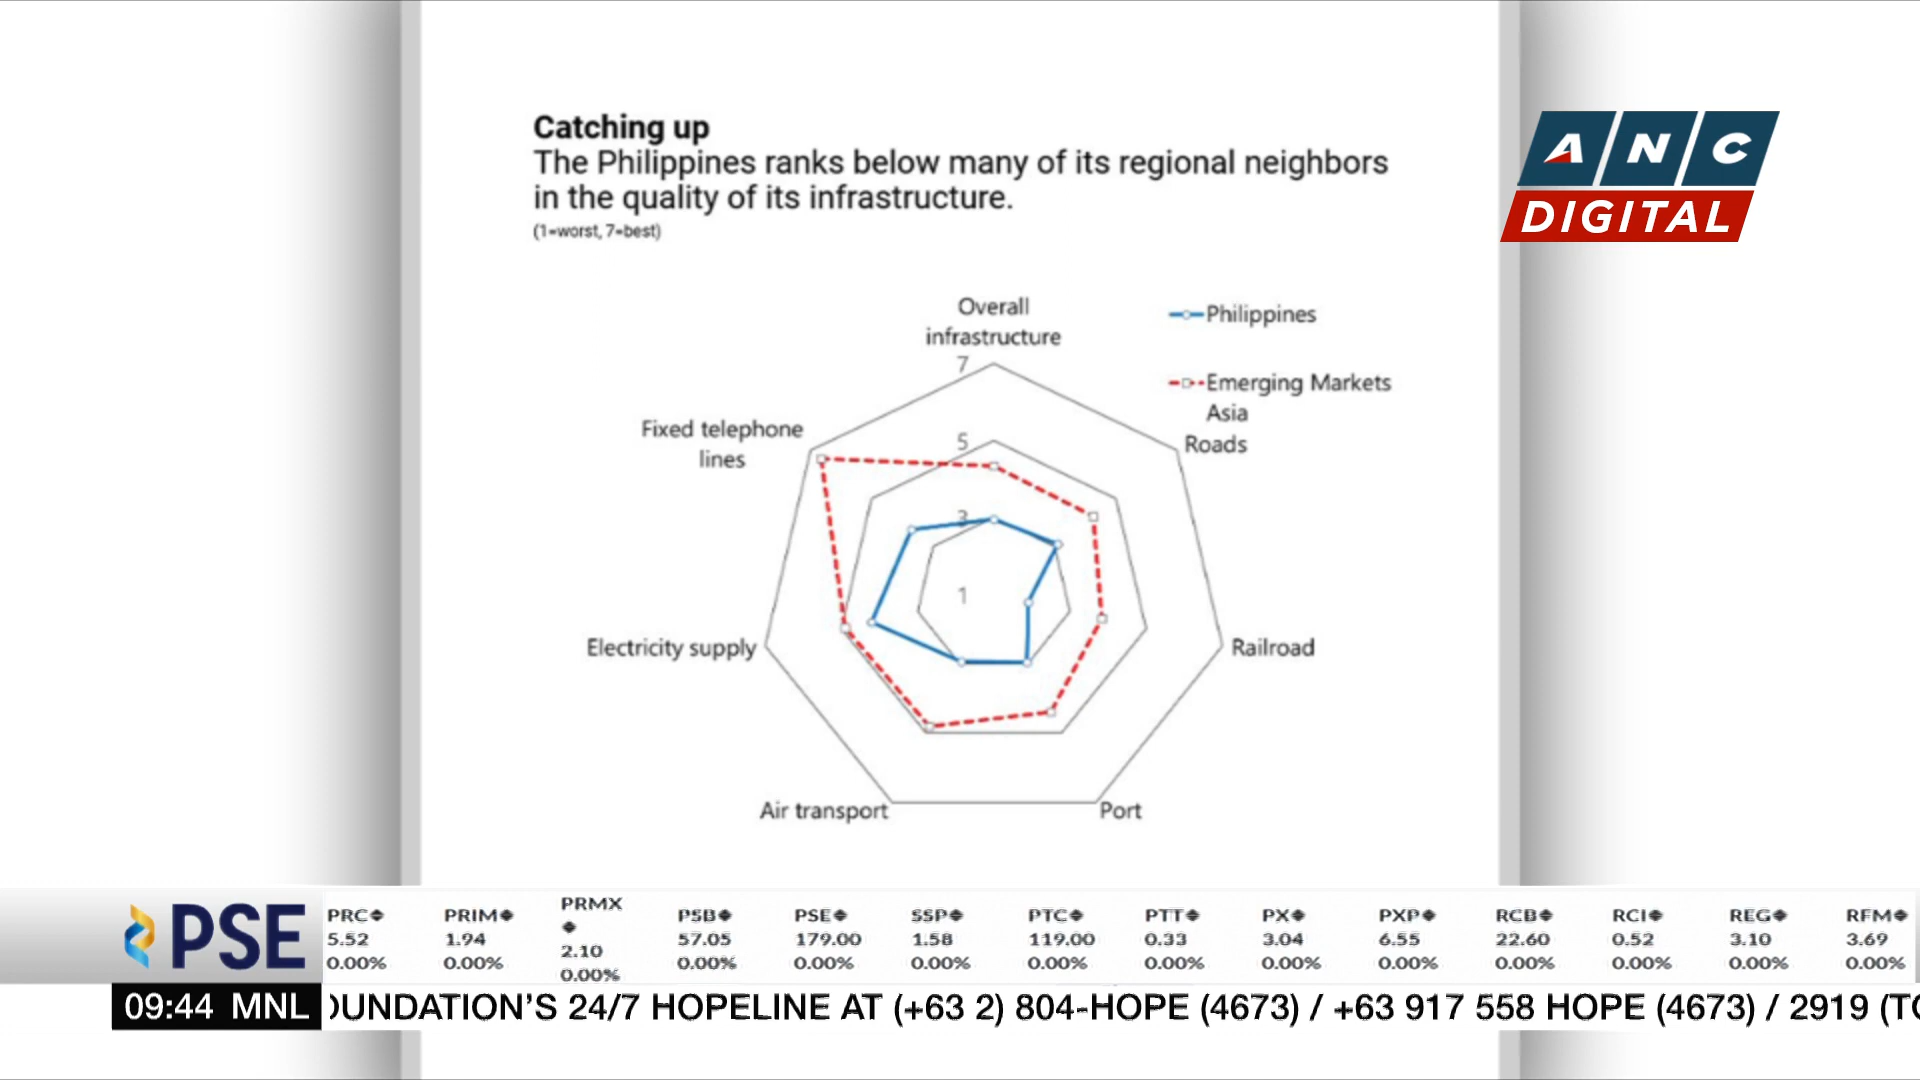 Catching up
The Philippines ranks below many of its regional neighbors
in the quality of its infrastructure.
(1=worst, 7=best)
ANC
DIGITAL
Overall
infrastructure
Philippines
Emerging Markets
Asia
Roads
Railroad
Port
Air transport
Electricity supply
Fixed telephone
lines
7
5
3
1
PSE
PRC◆ PRIM◆ PRMX ◆ PSB◆ PSE◆ SSP◆ PTC◆ PTT◆ PX◆ PXP◆ RCB◆ RCI◆ REG◆ RFM◆
5.52 1.94 2.10 57.05 179.00 1.58 119.00 0.33 3.04 6.55 22.60 0.52 3.10 3.69
0.00% 0.00% 0.00% 0.00% 0.00% 0.00% 0.00% 0.00% 0.00% 0.00% 0.00% 0.00% 0.00% 0.00%
09:44 MNL
OUNDATION'S 24/7 HOPELINE AT (+63 2) 804-HOPE (4673) / +63 917 558 HOPE (4673) / 2919 (TO